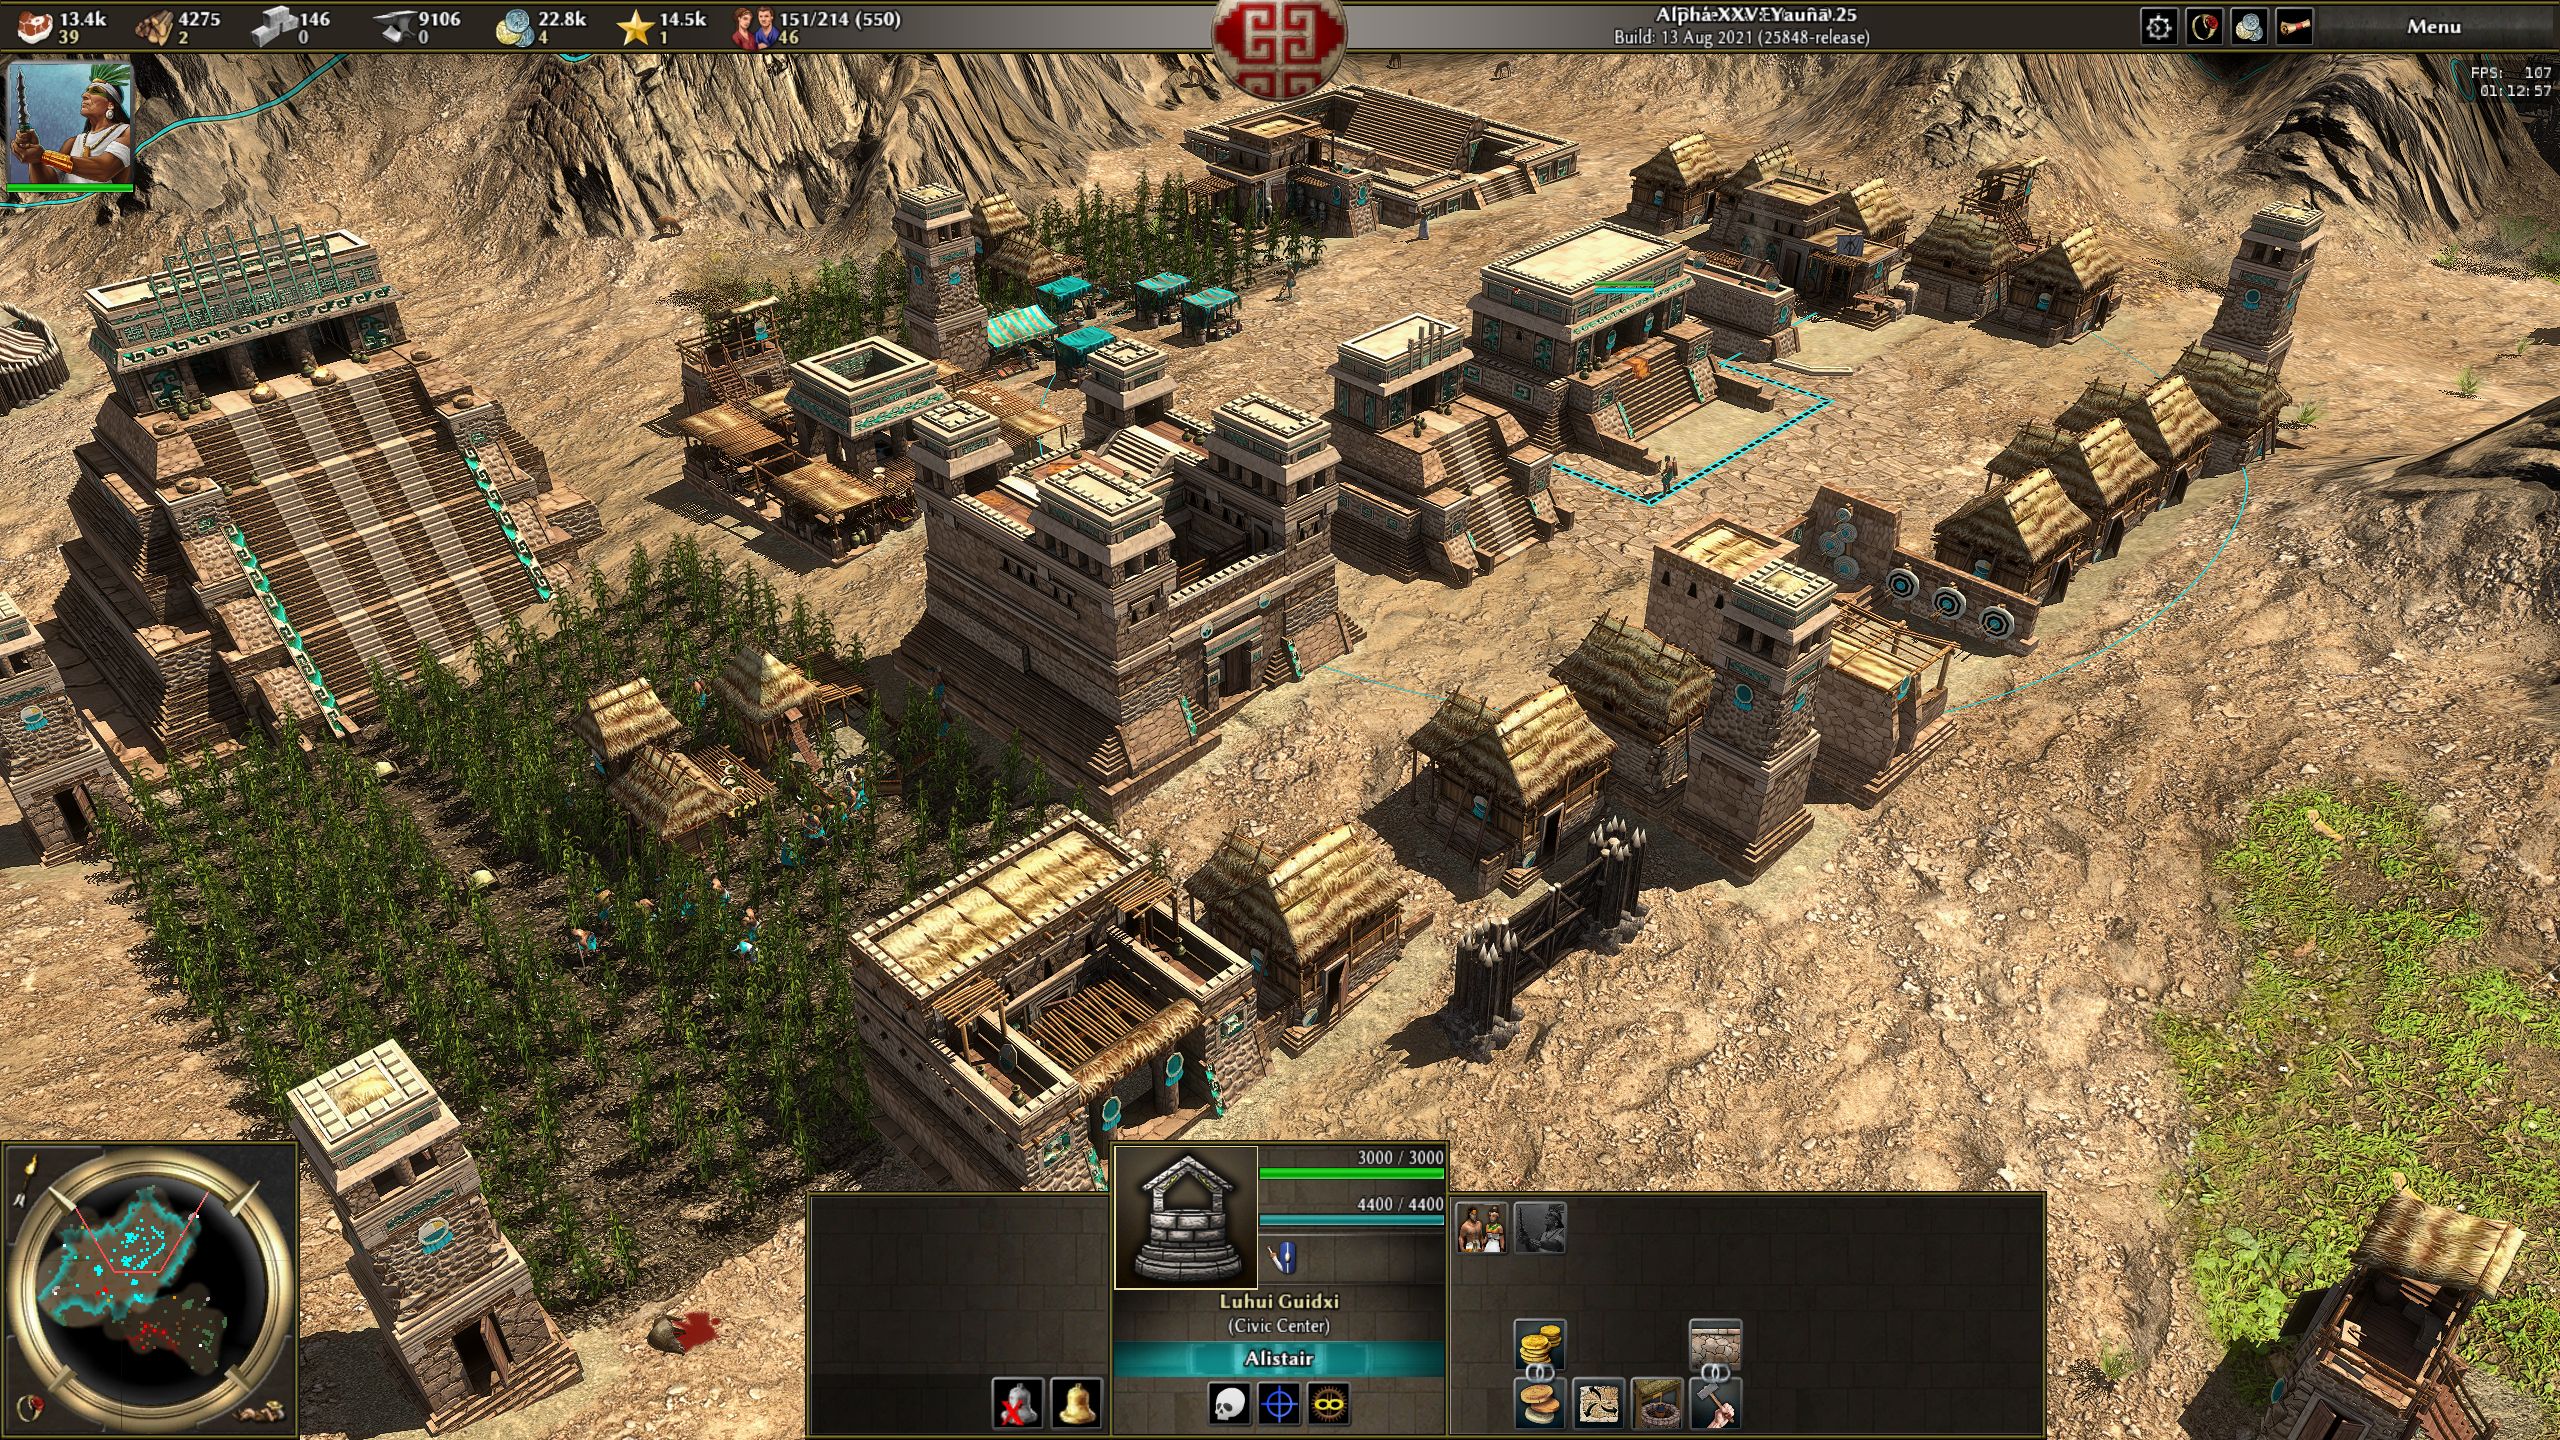 13.4k 4275 146 9106 22.8k 14.5k 151/214 (550)
39 2 0 0 4 1 46
Build: 13 Aug 2021 (25848-release)
Menu
FPS: 107
01:12:57
3000 / 3000
4400 / 4400
Luhui Guidxi
(Civic Center)
Alistair